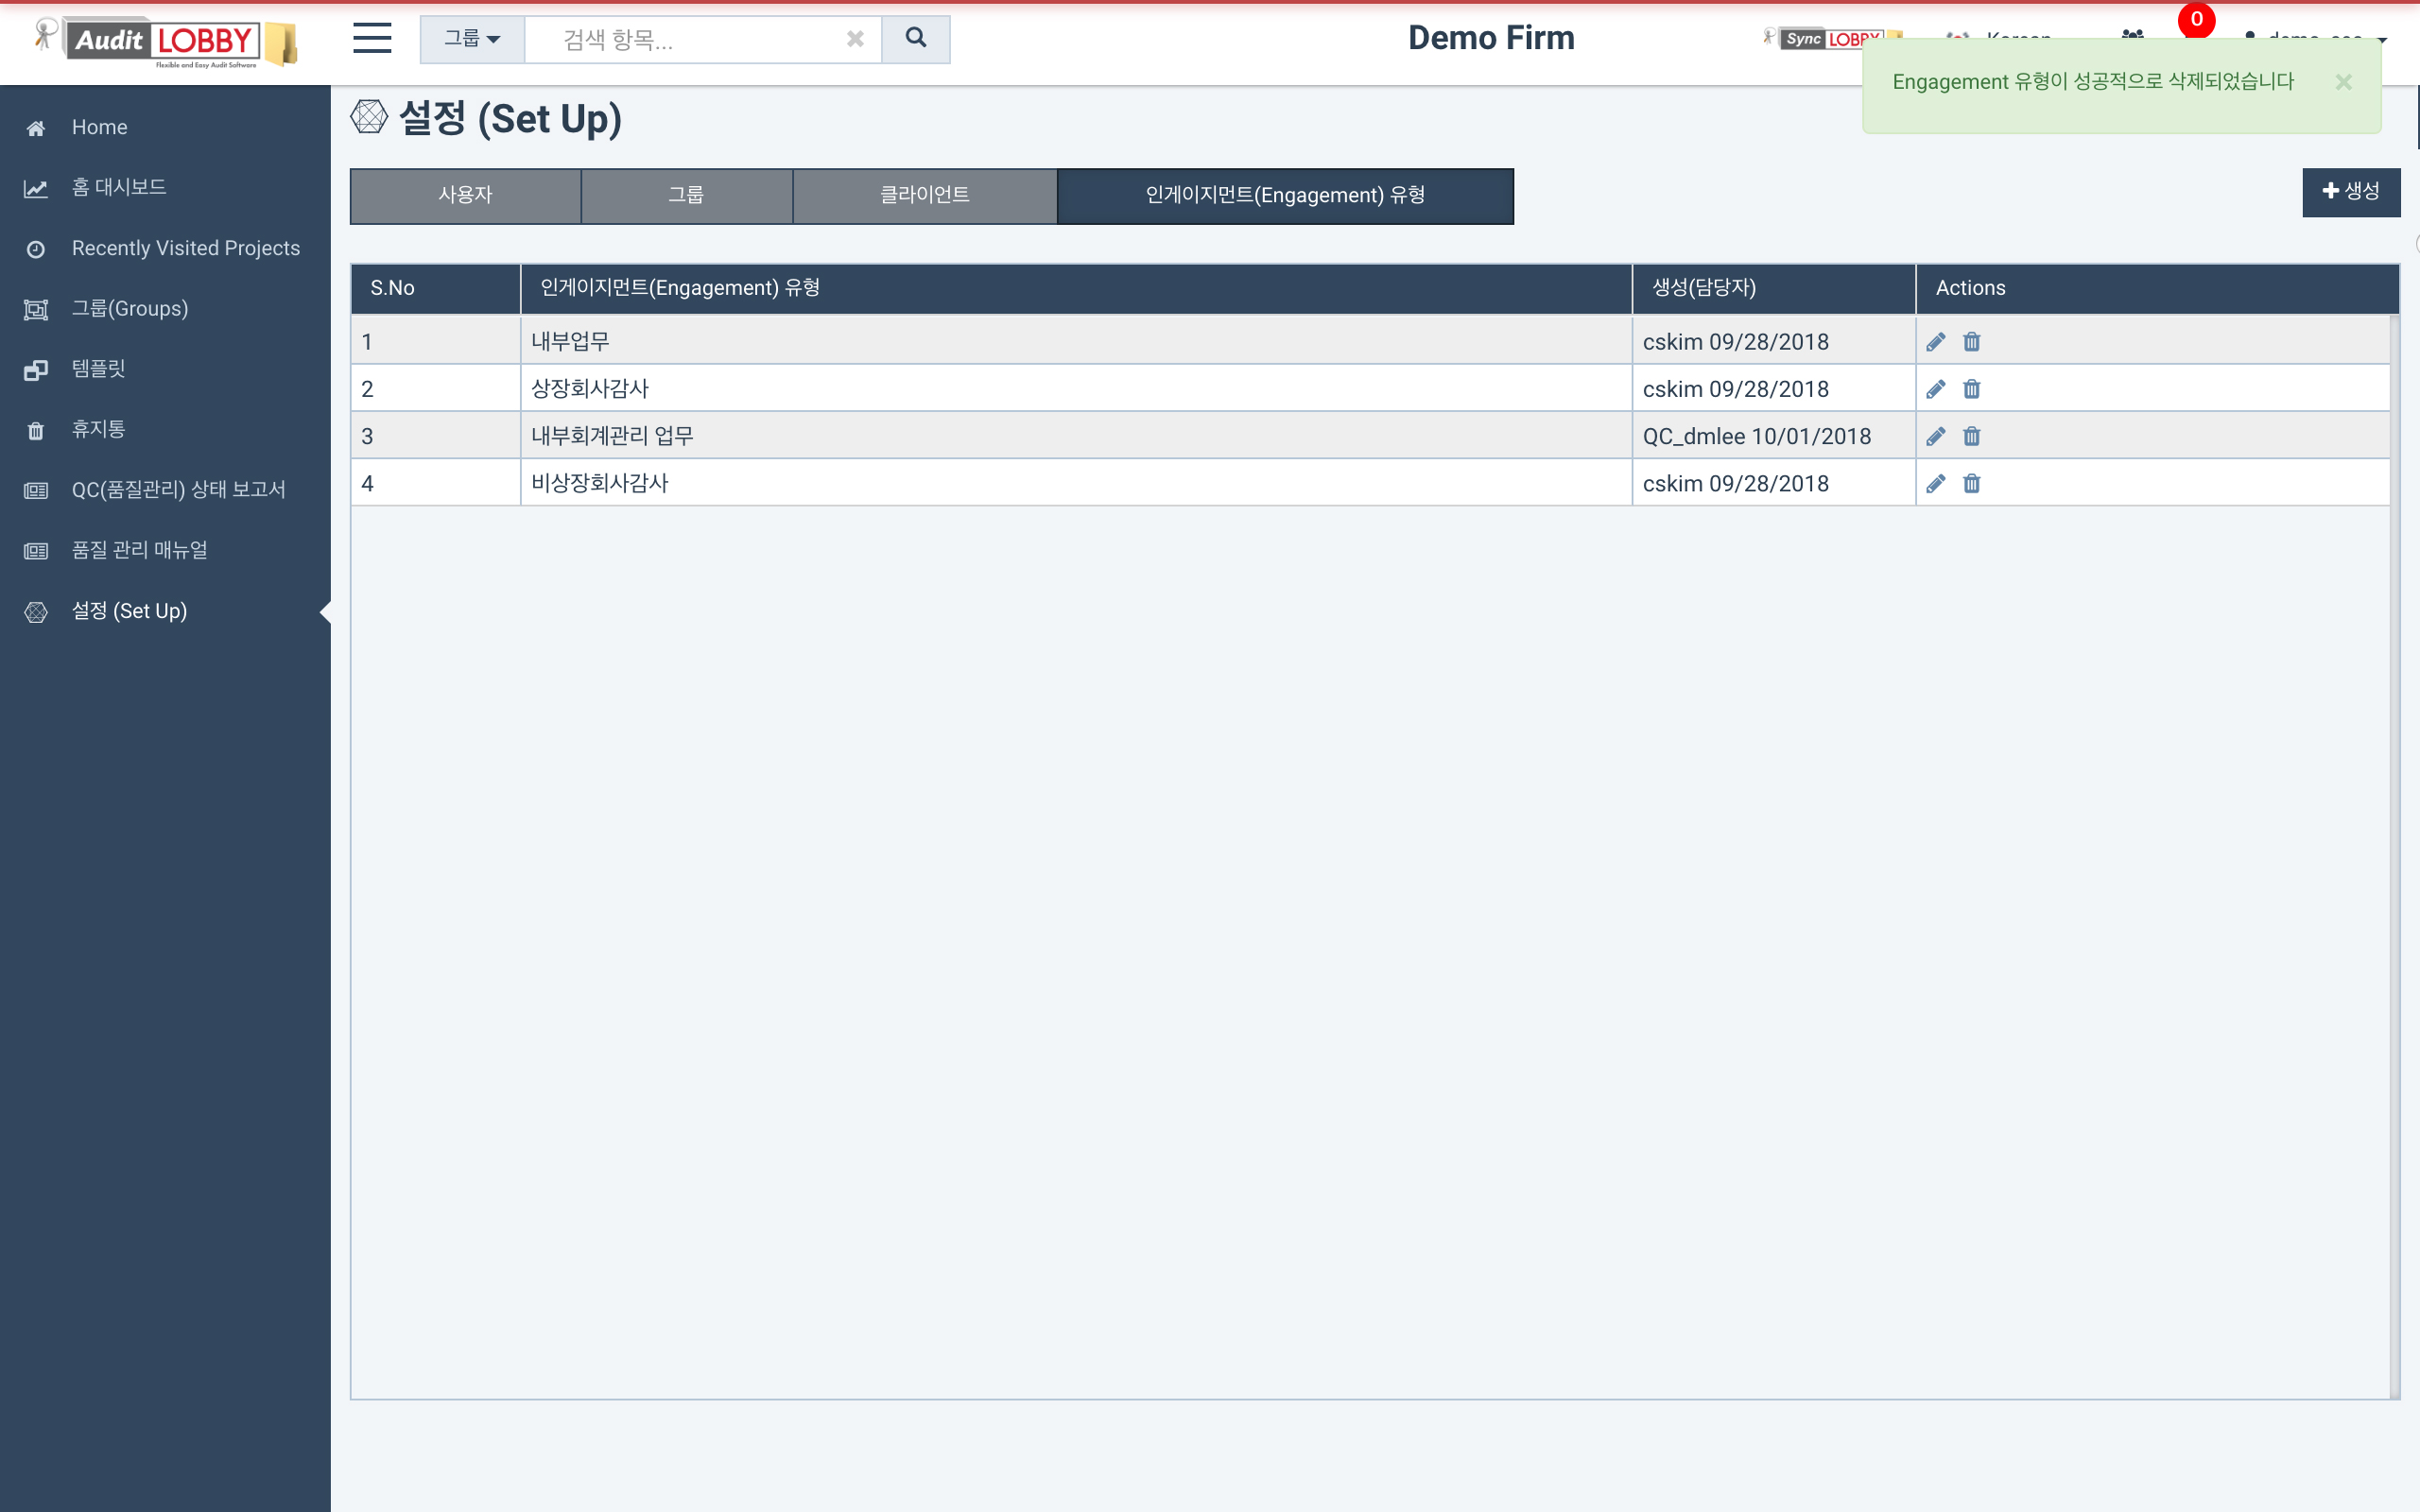 Audit LOBBY
Flexible and Easy Audit Software
그룹
검색 항목...
Demo Firm
Sync LOBBY
0
Engagement 유형이 성공적으로 삭제되었습니다
Home
홈 대시보드
Recently Visited Projects
그룹(Groups)
템플릿
휴지통
QC(품질관리) 상태 보고서
품질 관리 매뉴얼
설정 (Set Up)
설정 (Set Up)
사용자 그룹 클라이언트 인게이지먼트(Engagement) 유형
생성
S.No 인게이지먼트(Engagement) 유형 생성(담당자) Actions
1 내부업무 cskim 09/28/2018
2 상장회사감사 cskim 09/28/2018
3 내부회계관리 업무 QC_dmlee 10/01/2018
4 비상장회사감사 cskim 09/28/2018